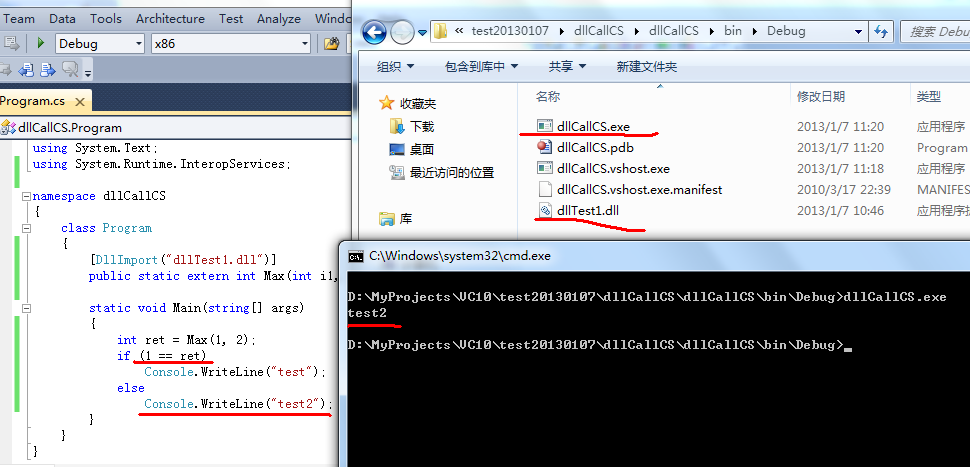 Team Data Tools Architecture Test Analyze Windo
Debug x86
Program.cs
dllCallCS.Program
using System.Text;
using System.Runtime.InteropServices;
namespace dllCallCS
{
class Program
{
[DllImport("dllTest1.dll")]
public static extern int Max(int i1,
static void Main(string[] args)
{
int ret = Max(1, 2);
if (1 == ret)
Console.WriteLine("test");
else
Console.WriteLine("test2");
}
}
}
« test20130107 dllCallCS dllCallCS bin Debug 搜索 Debu
组织 包含到库中 共享 新建文件夹
收藏夹
下载
桌面
最近访问的位置
库
名称 修改日期 类型
dllCallCS.exe 2013/1/7 11:20 应用程序
dllCallCS.pdb 2013/1/7 11:20 Program
dllCallCS.vshost.exe 2013/1/7 11:18 应用程序
dllCallCS.vshost.exe.manifest 2010/3/17 22:39 MANIFES
dllTest1.dll 2013/1/7 10:46 应用程序扩
C:\Windows\system32\cmd.exe
D:\MyProjects\VC10\test20130107\dllCallCS\dllCallCS\bin\Debug>dllCallCS.exe
test2
D:\MyProjects\VC10\test20130107\dllCallCS\dllCallCS\bin\Debug>_